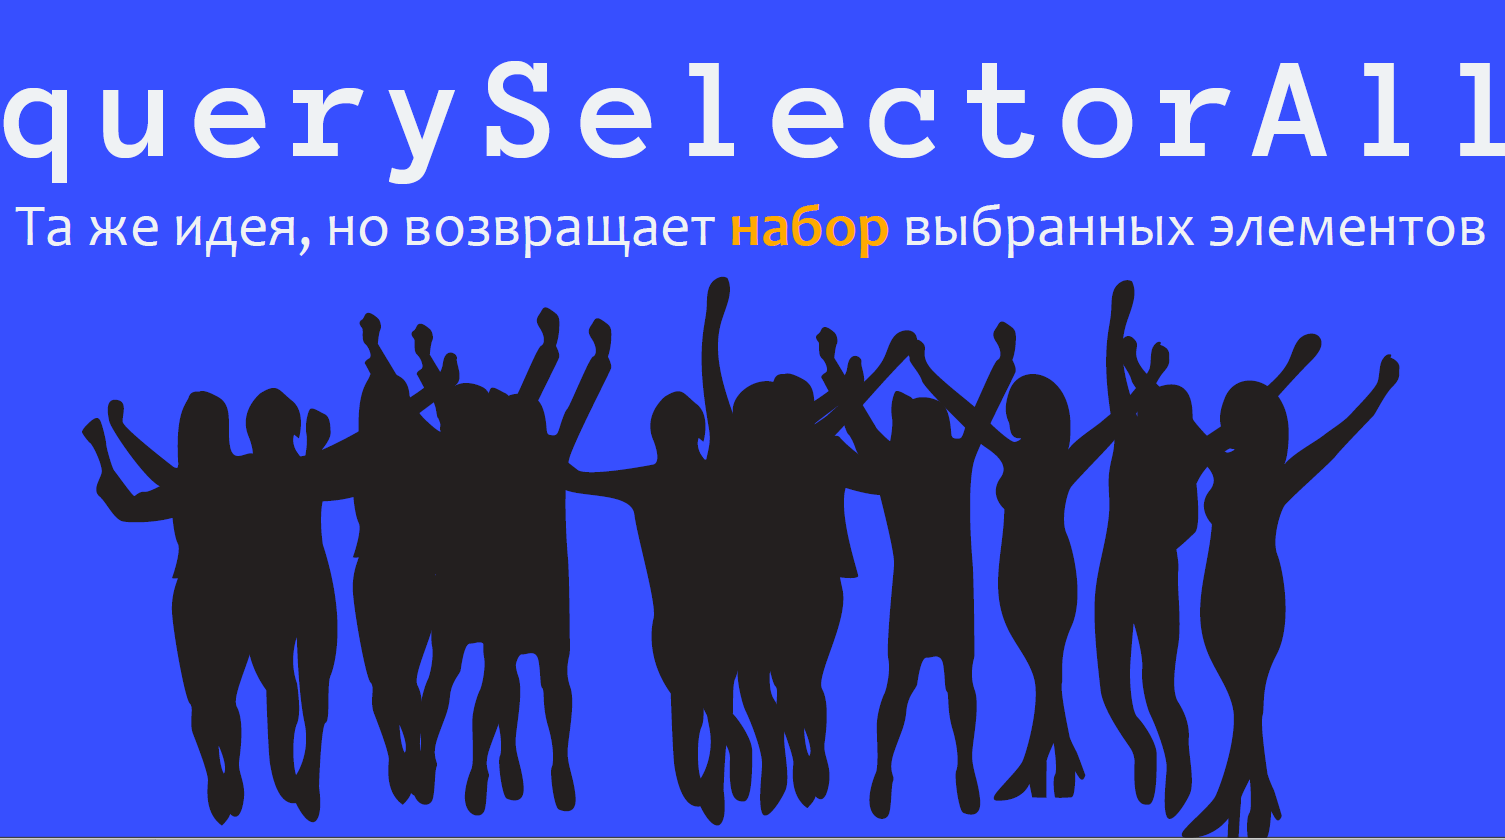 querySelectorAll
Та же идея, но возвращает набор выбранных элементов